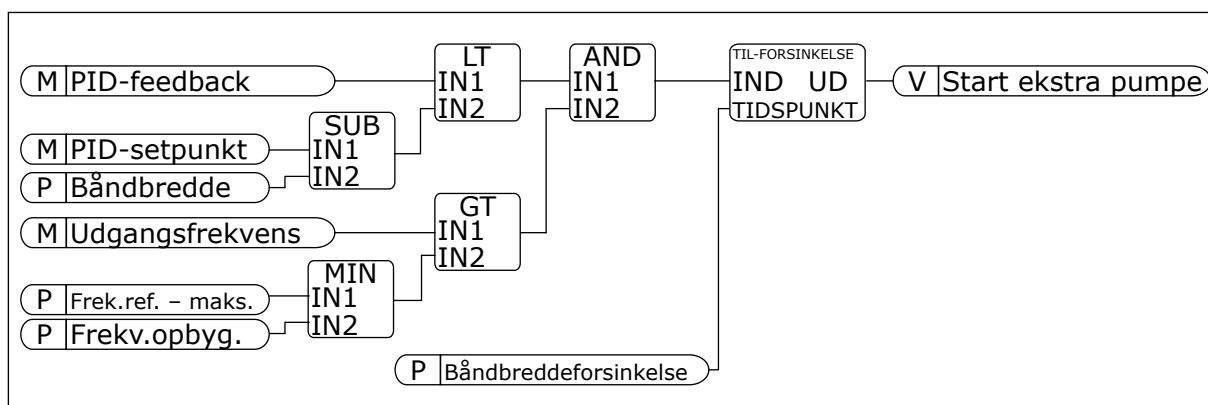 LT
AND
TIL-FORSINKELSE
M PID-feedback
IN1
IN1
IND UD
V Start ekstra pumpe
IN2
IN2
TIDSPUNKT
SUB
M PID-setpunkt
IN1
P Båndbredde
IN2
GT
M Udgangsfrekvens
IN1
IN2
MIN
P Frek.ref. – maks.
IN1
P Frekv.opbyg.
IN2
P Båndbreddeforsinkelse